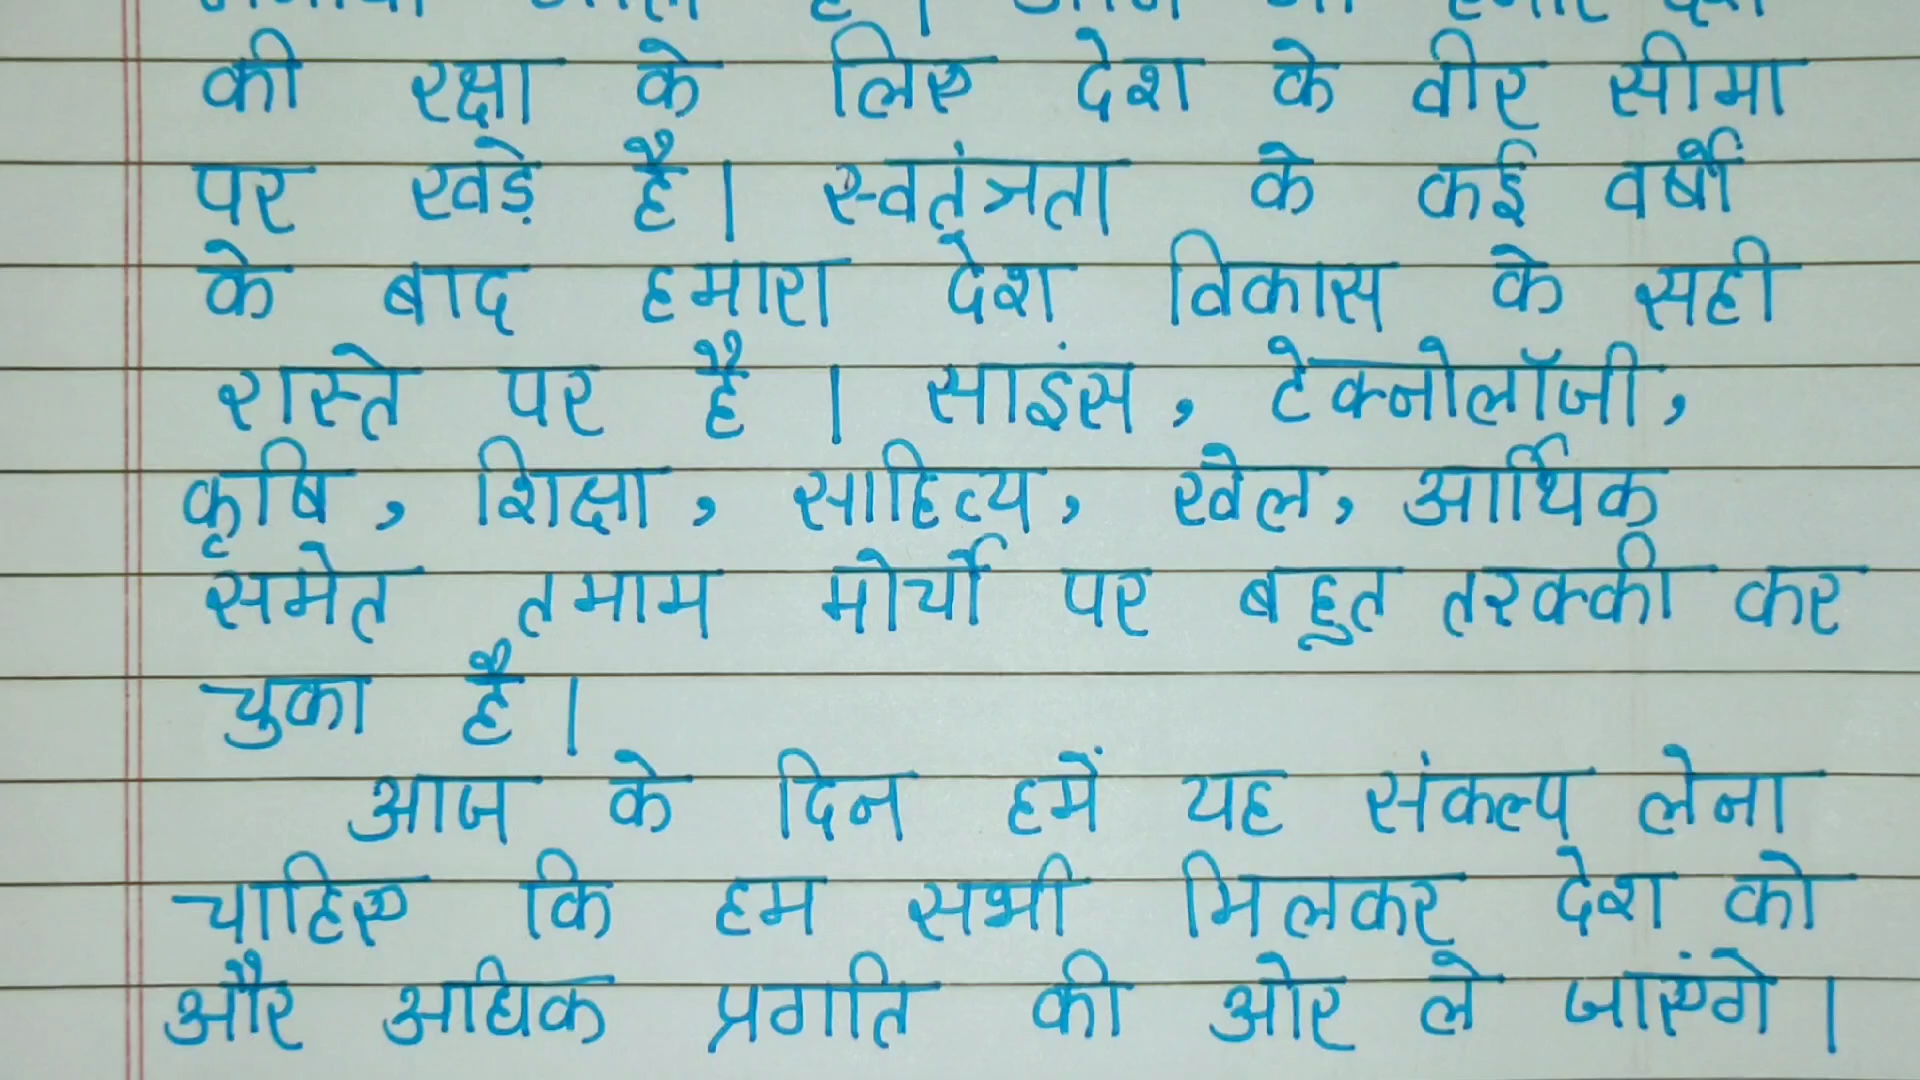 की रक्षा के लिए देश के वीर सीमा
पर खड़े है। स्वतंत्रता के कई वर्षों
के बाद हमारा देश विकास के सही
रास्ते पर है । साइंस, टेक्नोलॉजी,
कृषि, शिक्षा, साहित्य, खेल, आर्थिक
समेत तमाम मोर्चों पर बहुत तरक्की कर
चुका है।
आज के दिन हमें यह संकल्प लेना
चाहिए कि हम सभी मिलकर देश को
और अधिक प्रगति की ओर ले जाएंगे।